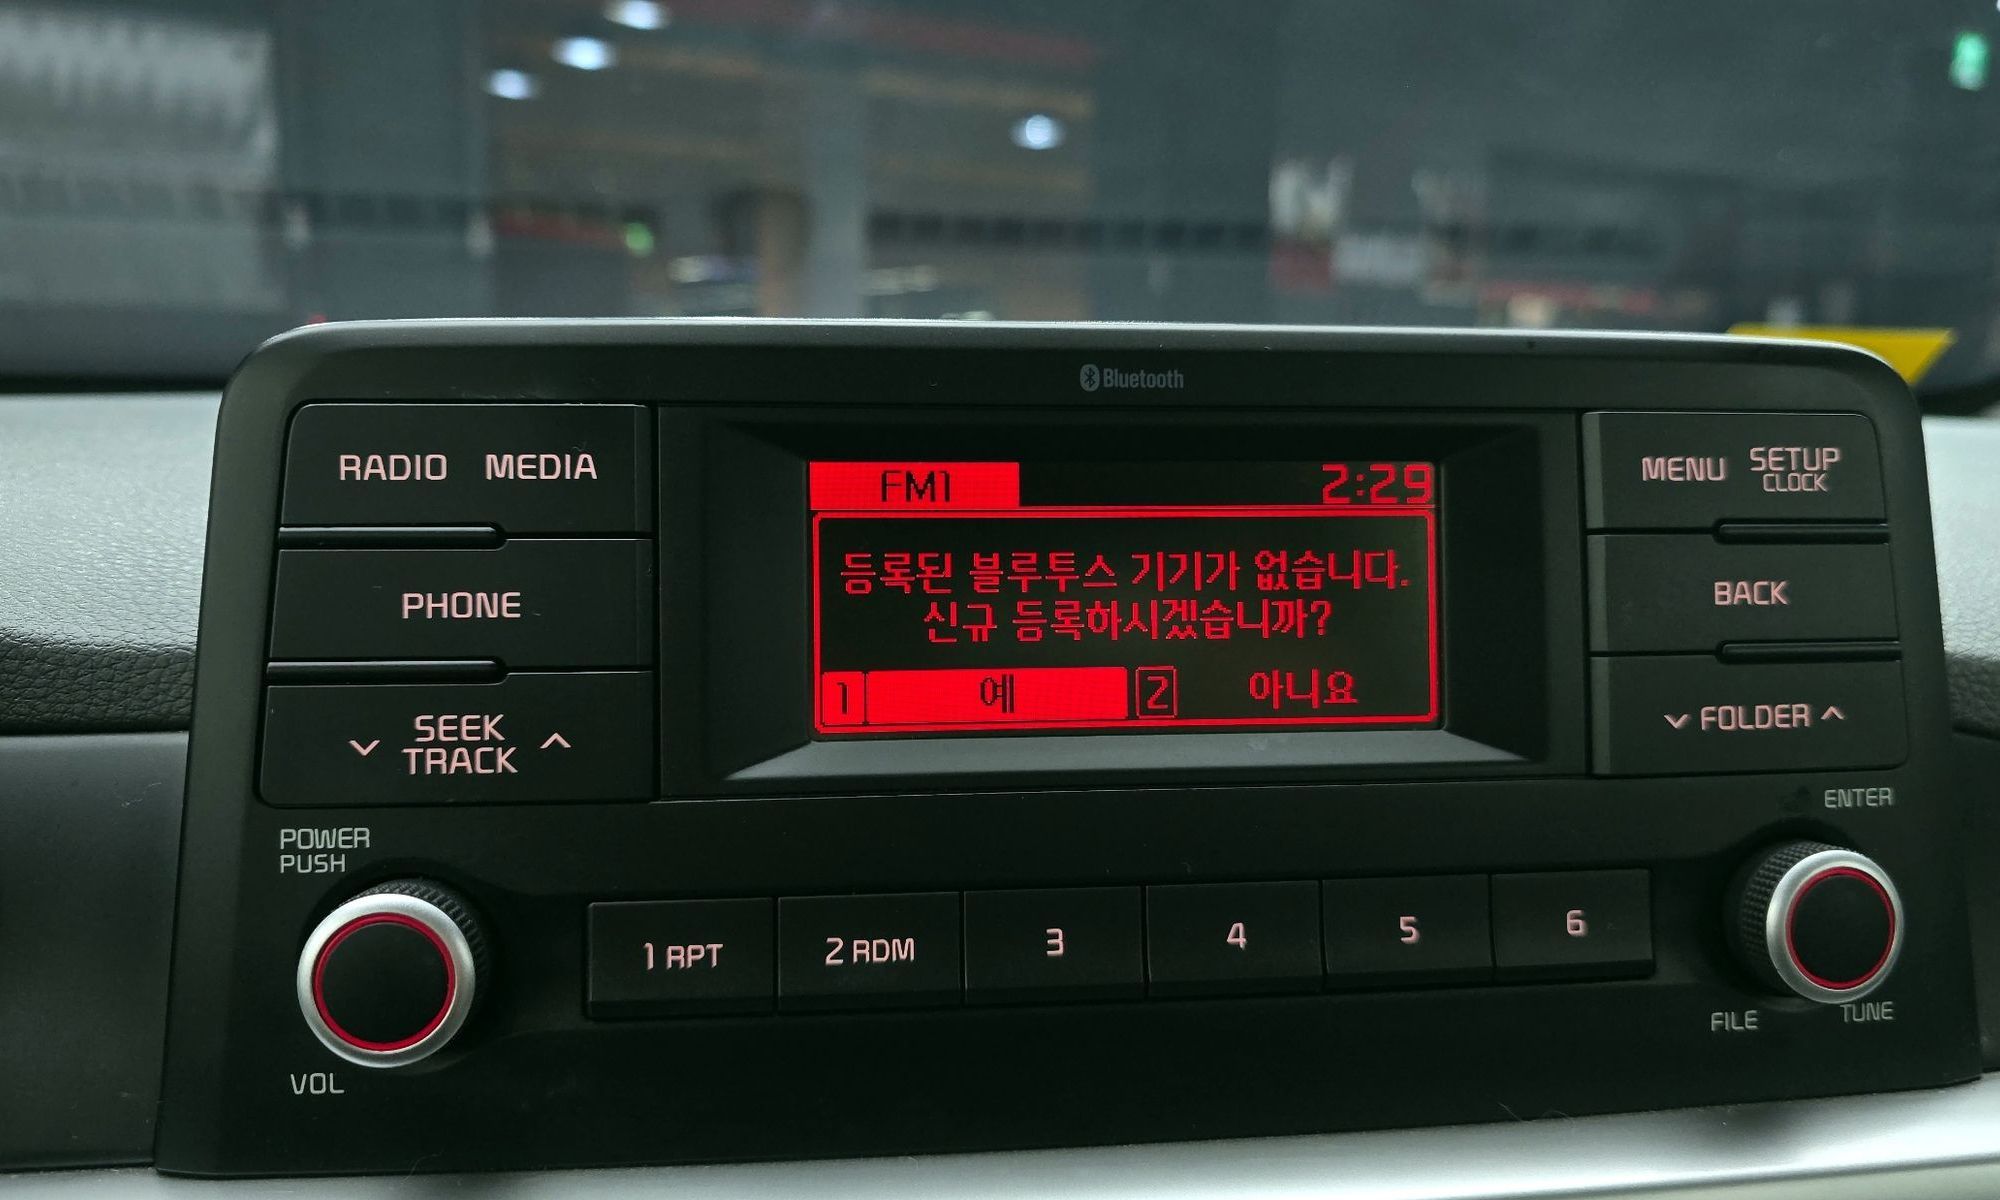 Bluetooth
RADIO MEDIA
PHONE
SEEK
TRACK
FM1 2:29
등록된 블루투스 기기가 없습니다.
신규 등록하시겠습니까?
1 예 2 아니요
MENU SETUP
CLOCK
BACK
FOLDER
POWER
PUSH
VOL
1 RPT 2 RDM 3 4 5 6
ENTER
FILE TUNE